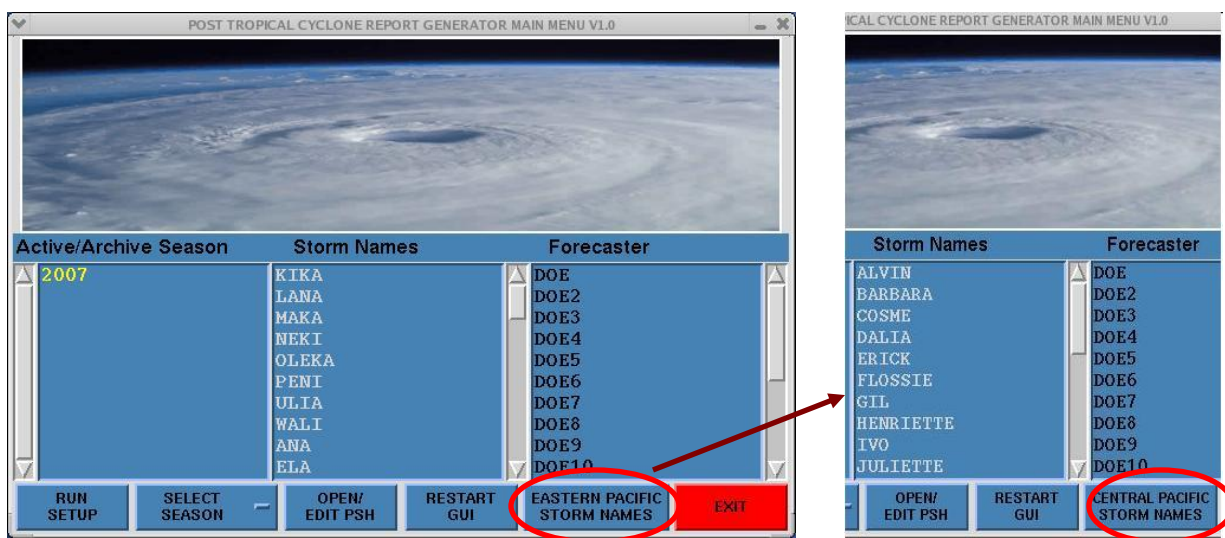 POST TROPICAL CYCLONE REPORT GENERATOR MAIN MENU V1.0
Active/Archive Season Storm Names Forecaster
2007 KIKA DOE
LANA DOE2
MAKA DOE3
NEKI DOE4
OLEKA DOE5
PENI DOE6
ULIA DOE7
WALI DOE8
ANA DOE9
ELA DOE10
RUN SELECT OPEN/ RESTART EASTERN PACIFIC EXIT
SETUP SEASON EDIT PSH GUI STORM NAMES
CYCLONE REPORT GENERATOR MAIN MENU V1.0
Storm Names Forecaster
ALVIN DOE
BARBARA DOE2
COSME DOE3
DALIA DOE4
ERICK DOE5
FLOSSIE DOE6
GIL DOE7
HENRIETTE DOE8
IVO DOE9
JULIETTE DOE10
OPEN/ RESTART CENTRAL PACIFIC
EDIT PSH GUI STORM NAMES